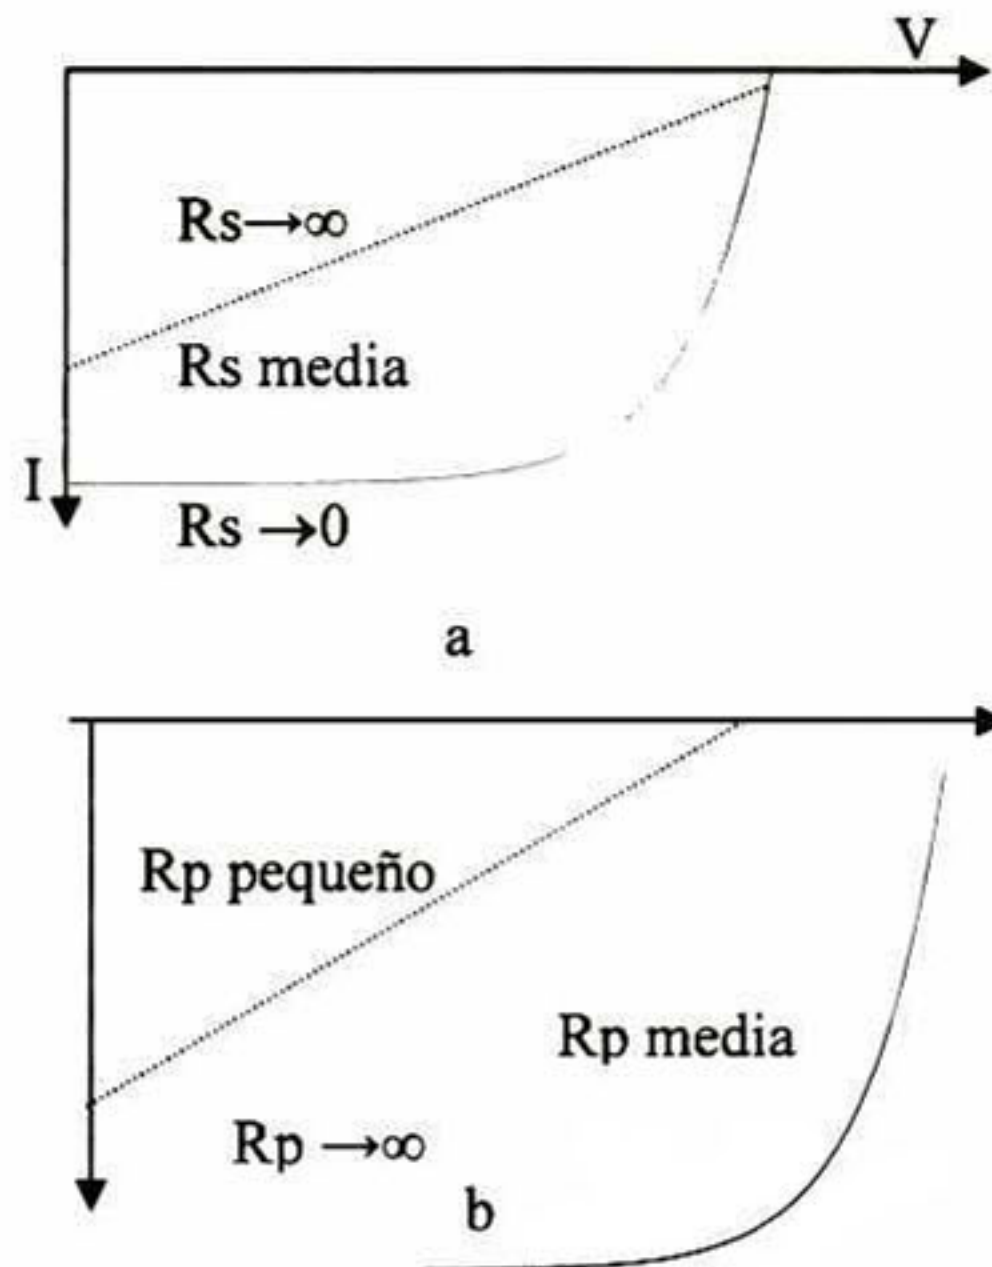 V
Rs→∞
Rs media
I
Rs →0
a
Rp pequeño
Rp media
Rp →∞
b